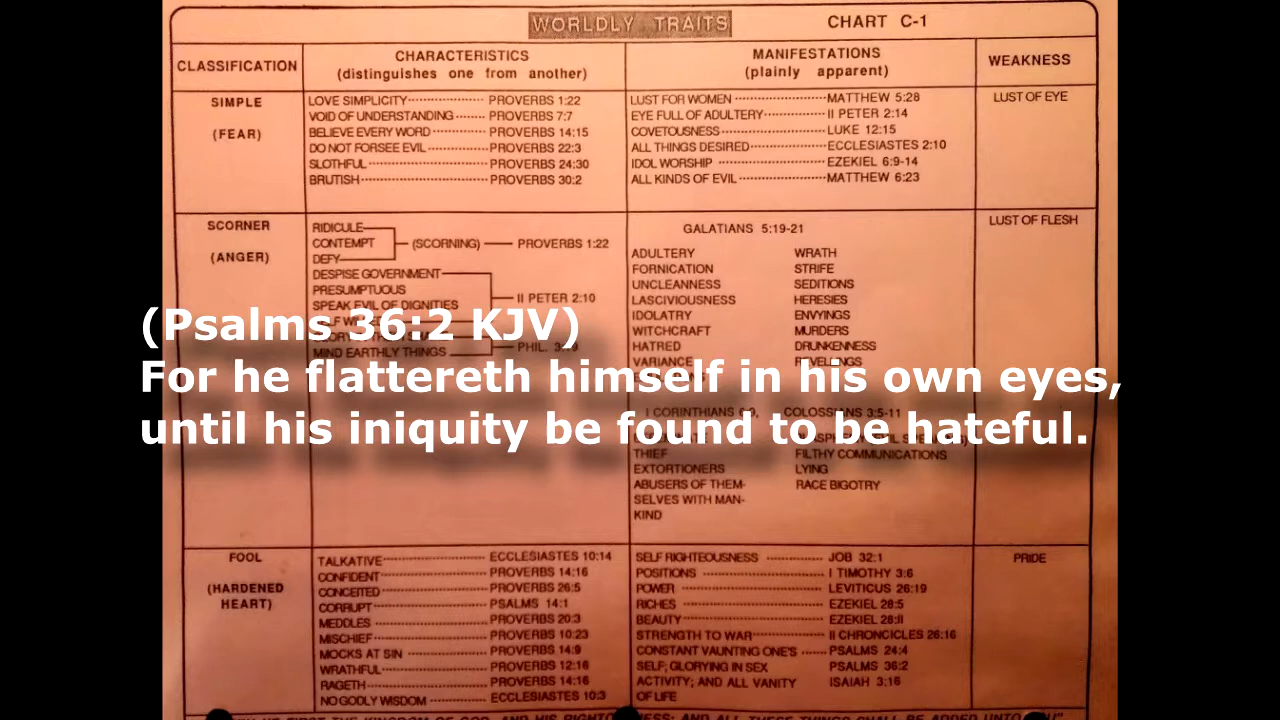 WORLDLY TRAITS CHART C-1
CLASSIFICATION
CHARACTERISTICS
(distinguishes one from another)
MANIFESTATIONS
(plainly apparent)
WEAKNESS
SIMPLE
(FEAR)
LOVE SIMPLICITY PROVERBS 1:22
VOID OF UNDERSTANDING PROVERBS 7:7
BELIEVE EVERY WORD PROVERBS 14:15
DO NOT FORSEE EVIL PROVERBS 22:3
SLOTHFUL PROVERBS 24:30
BRUTISH PROVERBS 30:2
LUST FOR WOMEN MATTHEW 5:28
EYE FULL OF ADULTERY II PETER 2:14
COVETOUSNESS LUKE 12:15
ALL THINGS DESIRED ECCLESIASTES 2:10
IDOL WORSHIP EZEKIEL 6:9-14
ALL KINDS OF EVIL MATTHEW 6:23
LUST OF EYE
SCORNER
(ANGER)
RIDICULE
CONTEMPT (SCORNING) PROVERBS 1:22
DEFY
DESPISE GOVERNMENT
PRESUMPTUOUS
II PETER 2:10
SPEAK EVIL OF DIGNITIES
MIND EARTHLY THINGS PHIL.
GALATIANS 5:19-21
ADULTERY WRATH
FORNICATION STRIFE
UNCLEANNESS SEDITIONS
LASCIVIOUSNESS HERESIES
IDOLATRY ENVYINGS
WITCHCRAFT MURDERS
HATRED DRUNKENNESS
VARIANCE REVELLINGS
I CORINTHIANS 6:9, COLOSSIANS 3:5-11
THIEF FILTHY COMMUNICATIONS
EXTORTIONERS LYING
ABUSERS OF THEM- RACE BIGOTRY
SELVES WITH MAN-
KIND
LUST OF FLESH
(Psalms 36:2 KJV)
For he flattereth himself in his own eyes,
until his iniquity be found to be hateful.
FOOL
(HARDENED
HEART)
TALKATIVE ECCLESIASTES 10:14
CONFIDENT PROVERBS 14:16
CONCEITED PROVERBS 26:5
CORRUPT PSALMS 14:1
MEDDLES PROVERBS 20:3
MISCHIEF PROVERBS 10:23
MOCKS AT SIN PROVERBS 14:9
WRATHFUL PROVERBS 12:16
RAGETH PROVERBS 14:16
NO GODLY WISDOM ECCLESIASTES 10:3
SELF RIGHTEOUSNESS JOB 32:1
POSITIONS I TIMOTHY 3:6
POWER LEVITICUS 26:19
RICHES EZEKIEL 28:5
BEAUTY EZEKIEL 28:11
STRENGTH TO WAR II CHRONCICLES 26:16
CONSTANT VAUNTING ONE'S PSALMS 24:4
SELF; GLORYING IN SEX PSALMS 36:2
ACTIVITY; AND ALL VANITY ISAIAH 3:16
OF LIFE
PRIDE